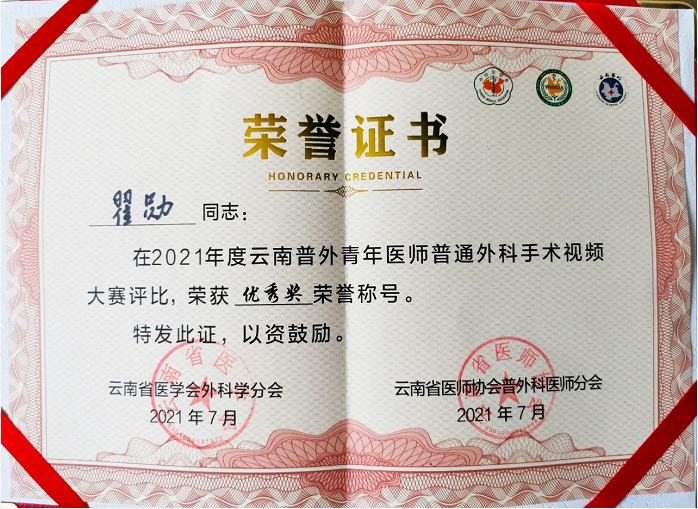 荣誉证书
HONORARY CREDENTIAL
翟勋 同志：
在2021年度云南普外青年医师普通外科手术视频
大赛评比，荣获 优秀奖 荣誉称号。
特发此证，以资鼓励。
云南省医学会外科学分会
2021年7月
云南省医师协会普外科医师分会
2021年7月